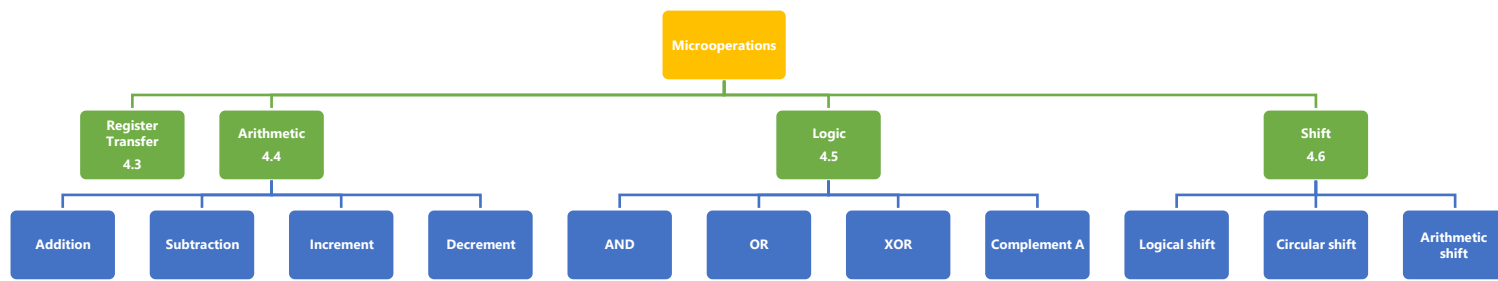 Microoperations
Register
Transfer
4.3
Arithmetic
4.4
Logic
4.5
Shift
4.6
Addition
Subtraction
Increment
Decrement
AND
OR
XOR
Complement A
Logical shift
Circular shift
Arithmetic
shift